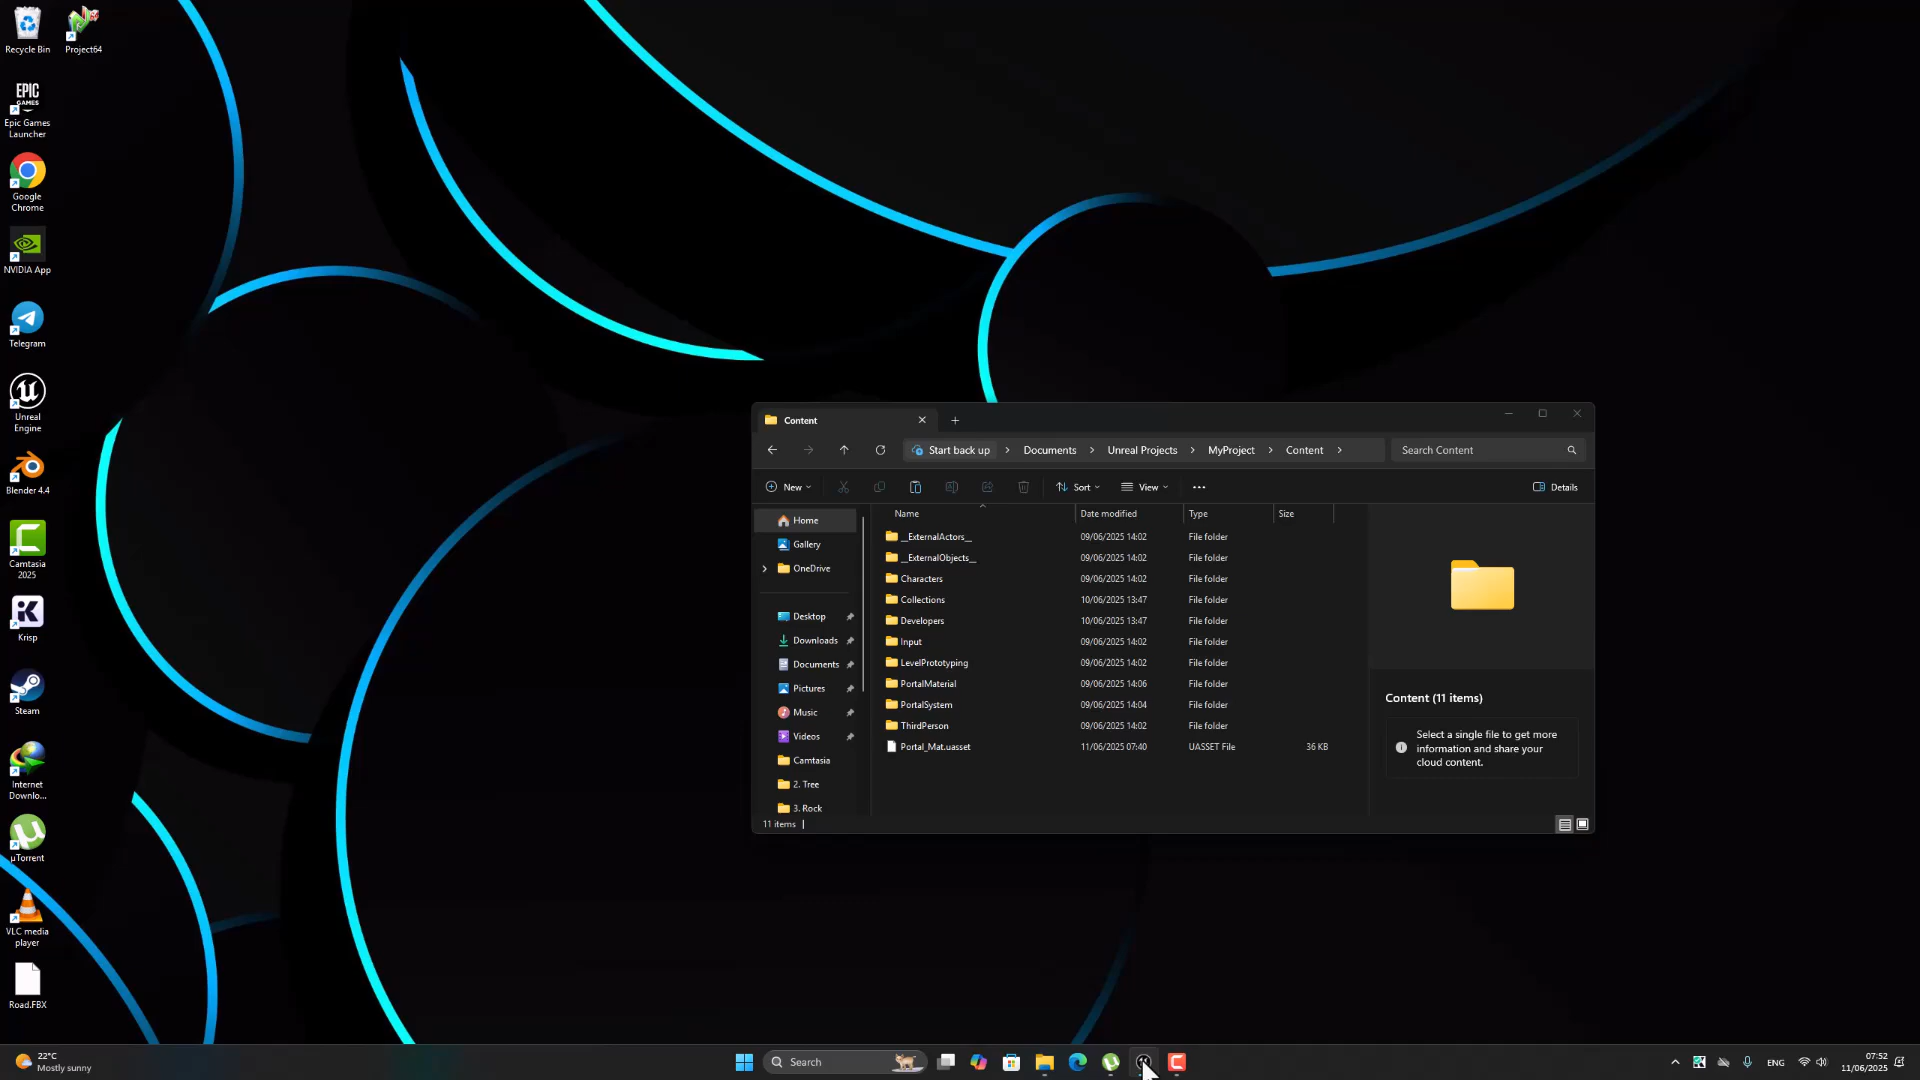 Recycle Bin
Project64
EPIC
GAMES
Epic Games
Launcher
Google
Chrome
NVIDIA App
Telegram
Unreal
Engine
Blender 4.4
Camtasia
2025
Krisp
Steam
Internet
Downlo...
µTorrent
VLC media
player
Road.FBX
Content
Start back up
Documents
Unreal Projects
MyProject
Content
Search Content
New
Sort
View
Details
Name
Date modified
Type
Size
Home
Gallery
OneDrive
Desktop
Downloads
Documents
Pictures
Music
Videos
Camtasia
2. Tree
3. Rock
__ExternalActors__ 09/06/2025 14:02 File folder
__ExternalObjects__ 09/06/2025 14:02 File folder
Characters 09/06/2025 14:02 File folder
Collections 10/06/2025 13:47 File folder
Developers 10/06/2025 13:47 File folder
Input 09/06/2025 14:02 File folder
LevelPrototyping 09/06/2025 14:02 File folder
PortalMaterial 09/06/2025 14:06 File folder
PortalSystem 09/06/2025 14:04 File folder
ThirdPerson 09/06/2025 14:02 File folder
Portal_Mat.uasset 11/06/2025 07:40 UASSET File 36 KB
Content (11 items)
Select a single file to get more
information and share your
cloud content.
11 items
22°C
Mostly sunny
Search
ENG
07:52
11/06/2025